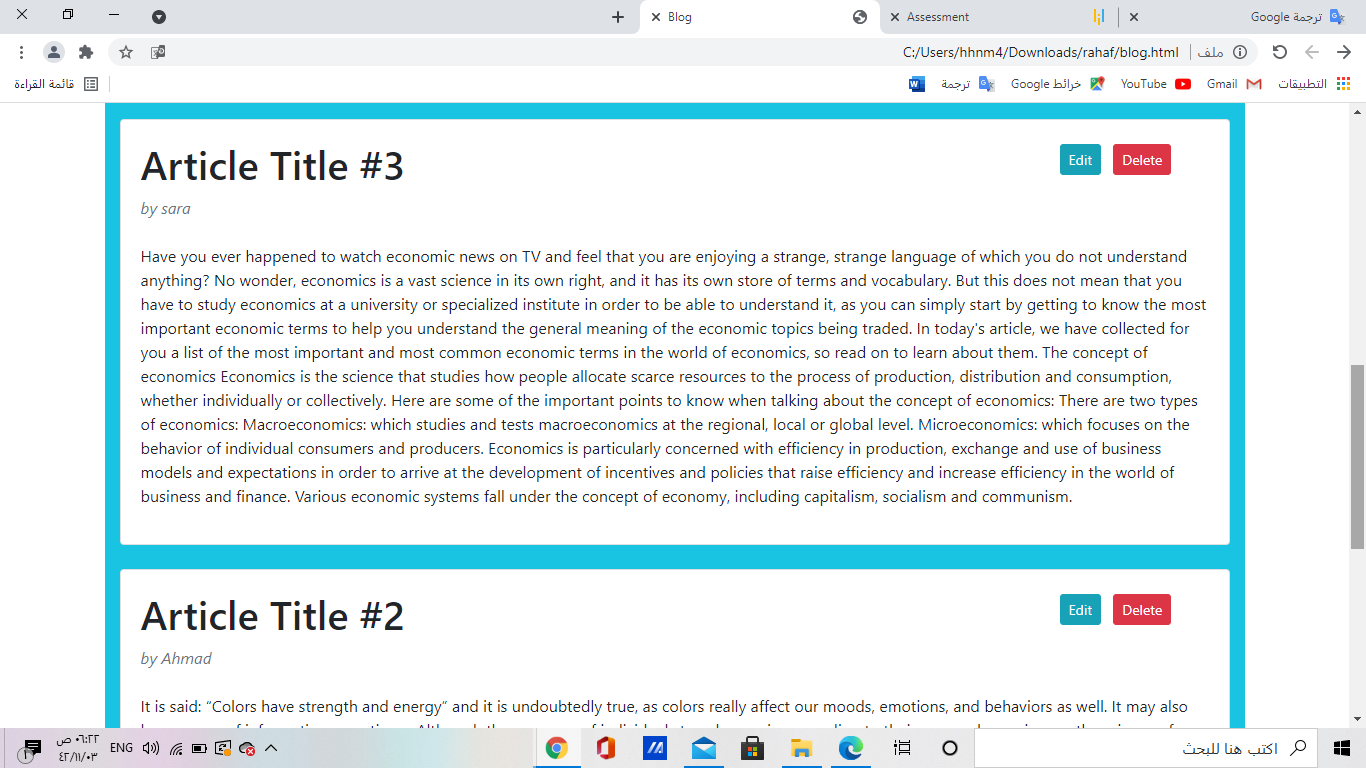 Blog
Assessment
ترجمة Google
C:/Users/hhnm4/Downloads/rahaf/blog.html
ملف
التطبيقات
Gmail
YouTube
خرائط Google
ترجمة
قائمة القراءة
Article Title #3
Edit
Delete
by sara
Have you ever happened to watch economic news on TV and feel that you are enjoying a strange, strange language of which you do not understand
anything? No wonder, economics is a vast science in its own right, and it has its own store of terms and vocabulary. But this does not mean that you
have to study economics at a university or specialized institute in order to be able to understand it, as you can simply start by getting to know the most
important economic terms to help you understand the general meaning of the economic topics being traded. In today's article, we have collected for
you a list of the most important and most common economic terms in the world of economics, so read on to learn about them. The concept of
economics Economics is the science that studies how people allocate scarce resources to the process of production, distribution and consumption,
whether individually or collectively. Here are some of the important points to know when talking about the concept of economics: There are two types
of economics: Macroeconomics: which studies and tests macroeconomics at the regional, local or global level. Microeconomics: which focuses on the
behavior of individual consumers and producers. Economics is particularly concerned with efficiency in production, exchange and use of business
models and expectations in order to arrive at the development of incentives and policies that raise efficiency and increase efficiency in the world of
business and finance. Various economic systems fall under the concept of economy, including capitalism, socialism and communism.
Article Title #2
Edit
Delete
by Ahmad
It is said: “Colors have strength and energy” and it is undoubtedly true, as colors really affect our moods, emotions, and behaviors as well. It may also
اكتب هنا للبحث
ENG
٠٦:٢٢ ص
٤٢/١١/٠٣